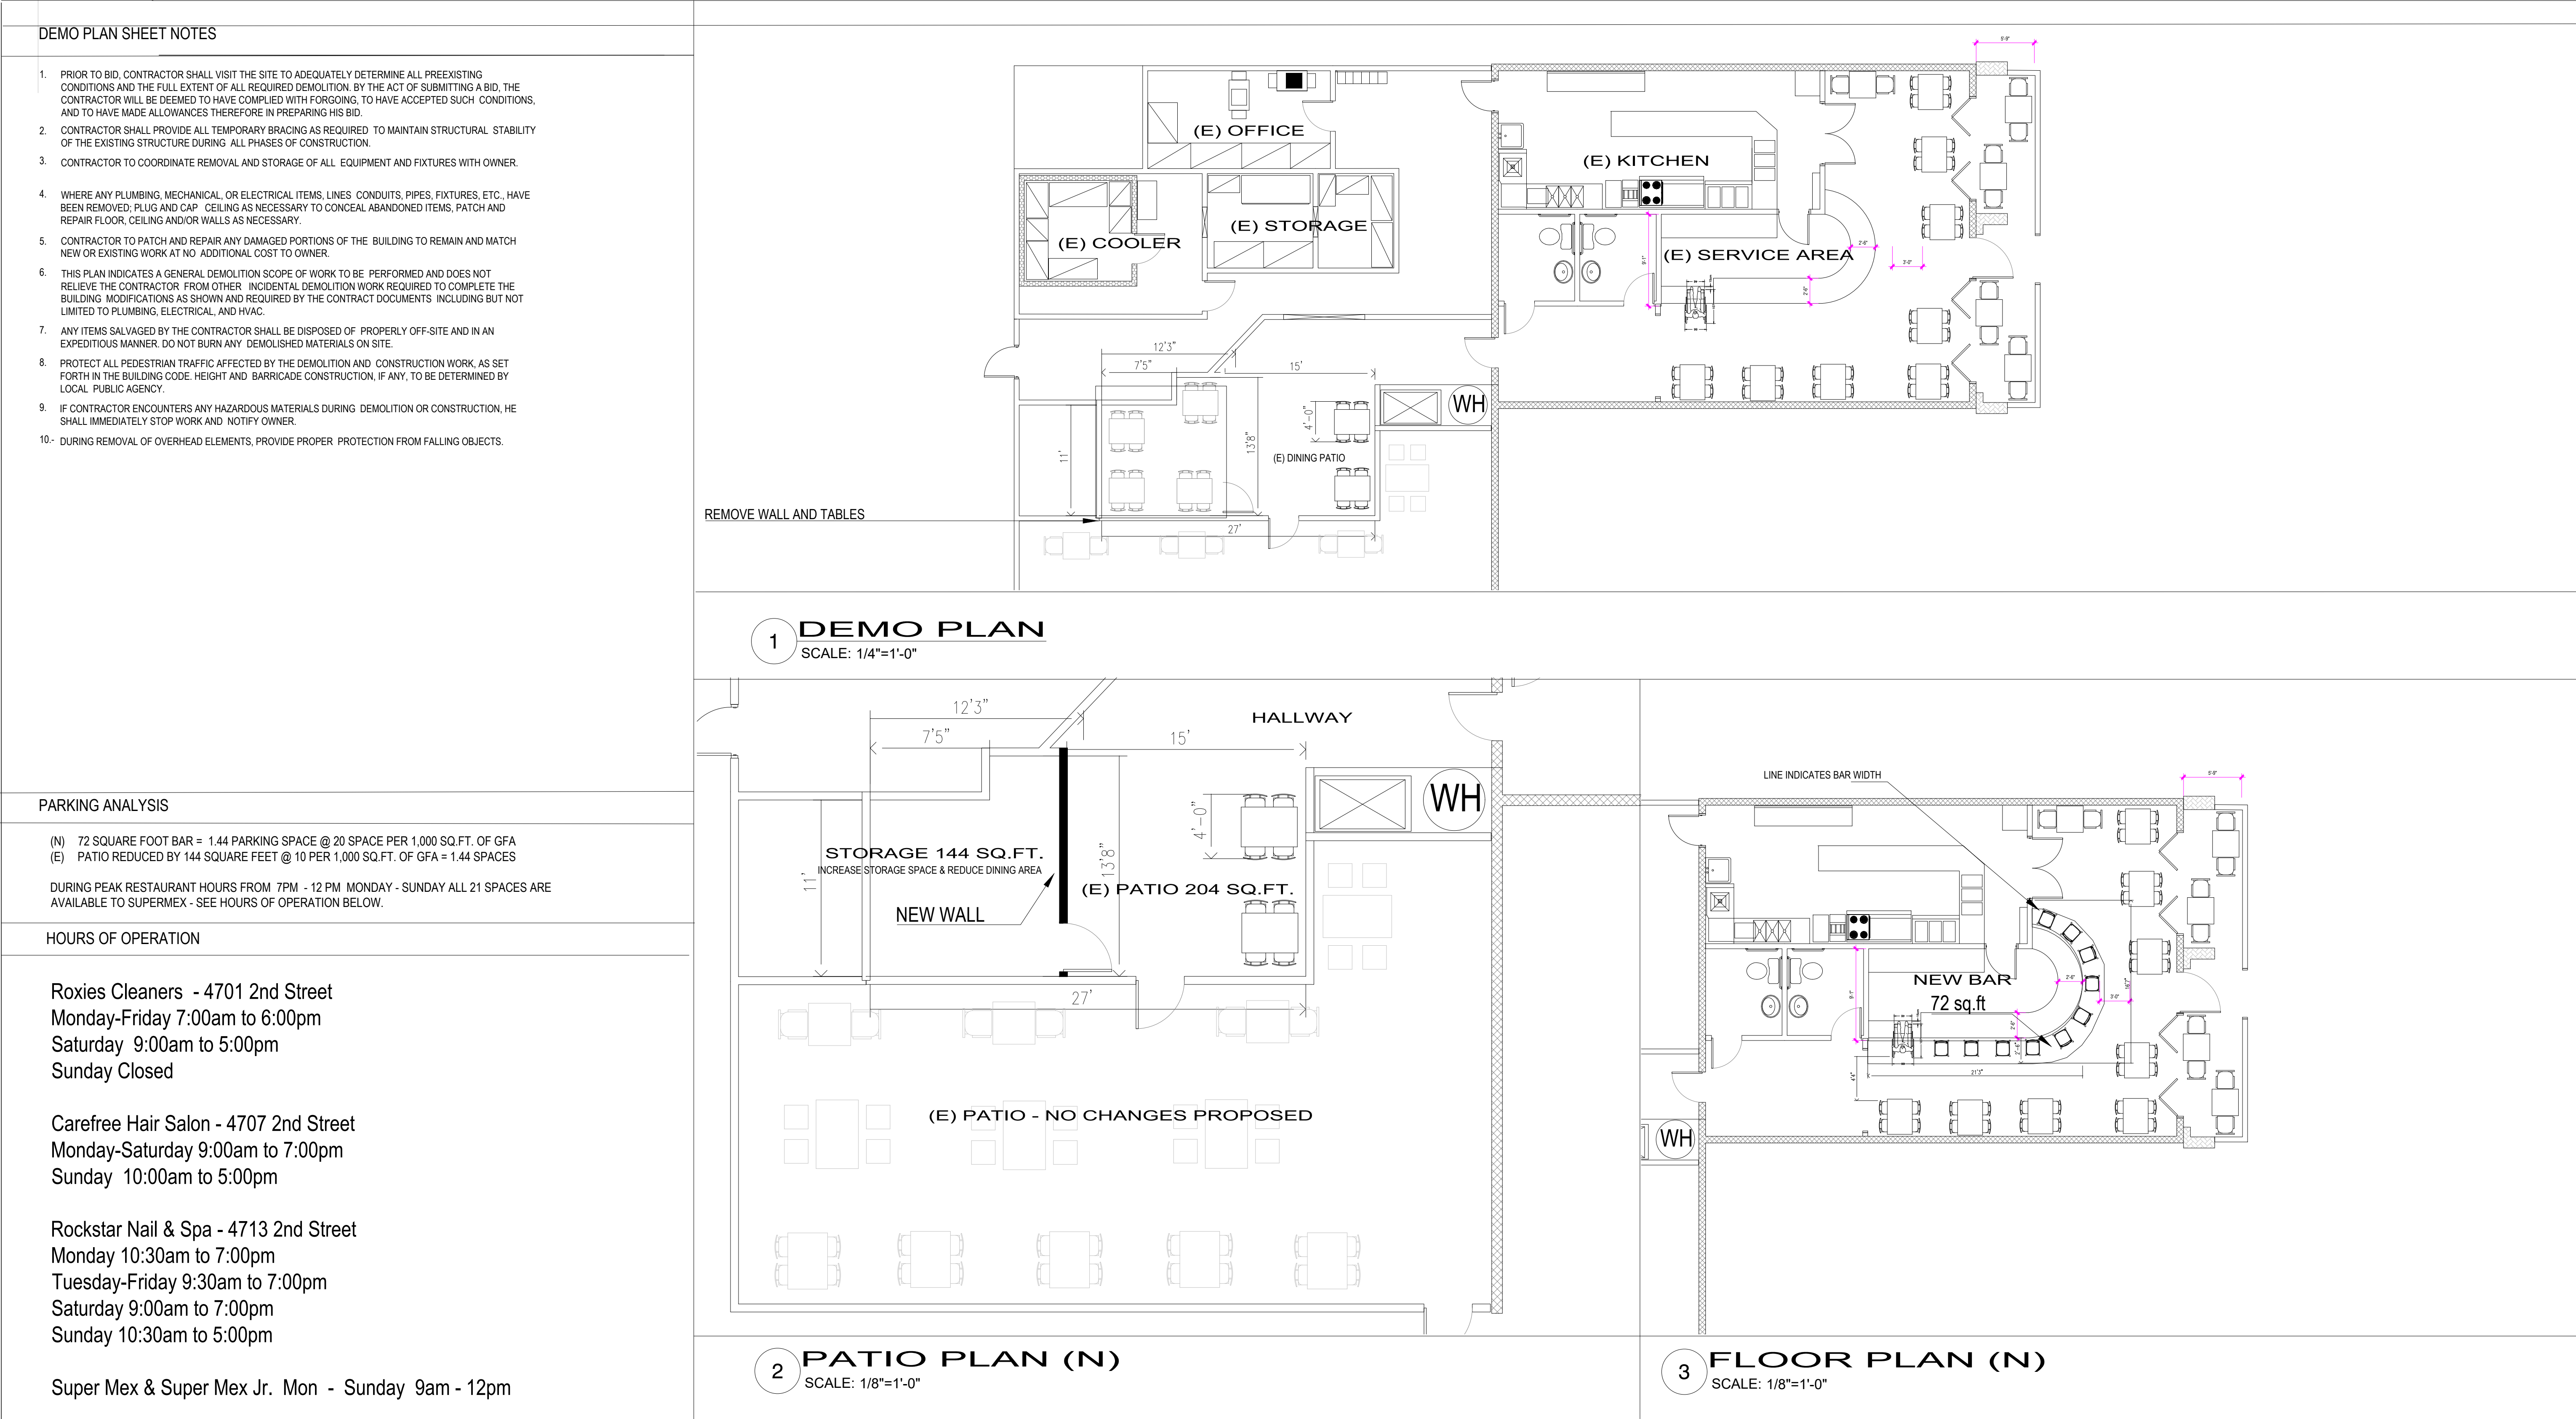 DEMO PLAN SHEET NOTES
1. PRIOR TO BID, CONTRACTOR SHALL VISIT THE SITE TO ADEQUATELY DETERMINE ALL PREEXISTING
CONDITIONS AND THE FULL EXTENT OF ALL REQUIRED DEMOLITION. BY THE ACT OF SUBMITTING A BID, THE
CONTRACTOR WILL BE DEEMED TO HAVE COMPLIED WITH FORGOING, TO HAVE ACCEPTED SUCH CONDITIONS,
AND TO HAVE MADE ALLOWANCES THEREFORE IN PREPARING HIS BID.
2. CONTRACTOR SHALL PROVIDE ALL TEMPORARY BRACING AS REQUIRED TO MAINTAIN STRUCTURAL STABILITY
OF THE EXISTING STRUCTURE DURING ALL PHASES OF CONSTRUCTION.
3. CONTRACTOR TO COORDINATE REMOVAL AND STORAGE OF ALL EQUIPMENT AND FIXTURES WITH OWNER.
4. WHERE ANY PLUMBING, MECHANICAL, OR ELECTRICAL ITEMS, LINES CONDUITS, PIPES, FIXTURES, ETC., HAVE
BEEN REMOVED; PLUG AND CAP CEILING AS NECESSARY TO CONCEAL ABANDONED ITEMS, PATCH AND
REPAIR FLOOR, CEILING AND/OR WALLS AS NECESSARY.
5. CONTRACTOR TO PATCH AND REPAIR ANY DAMAGED PORTIONS OF THE BUILDING TO REMAIN AND MATCH
NEW OR EXISTING WORK AT NO ADDITIONAL COST TO OWNER.
6. THIS PLAN INDICATES A GENERAL DEMOLITION SCOPE OF WORK TO BE PERFORMED AND DOES NOT
RELIEVE THE CONTRACTOR FROM OTHER INCIDENTAL DEMOLITION WORK REQUIRED TO COMPLETE THE
BUILDING MODIFICATIONS AS SHOWN AND REQUIRED BY THE CONTRACT DOCUMENTS INCLUDING BUT NOT
LIMITED TO PLUMBING, ELECTRICAL, AND HVAC.
7. ANY ITEMS SALVAGED BY THE CONTRACTOR SHALL BE DISPOSED OF PROPERLY OFF-SITE AND IN AN
EXPEDITIOUS MANNER. DO NOT BURN ANY DEMOLISHED MATERIALS ON SITE.
8. PROTECT ALL PEDESTRIAN TRAFFIC AFFECTED BY THE DEMOLITION AND CONSTRUCTION WORK, AS SET
FORTH IN THE BUILDING CODE. HEIGHT AND BARRICADE CONSTRUCTION, IF ANY, TO BE DETERMINED BY
LOCAL PUBLIC AGENCY.
9. IF CONTRACTOR ENCOUNTERS ANY HAZARDOUS MATERIALS DURING DEMOLITION OR CONSTRUCTION, HE
SHALL IMMEDIATELY STOP WORK AND NOTIFY OWNER.
10.- DURING REMOVAL OF OVERHEAD ELEMENTS, PROVIDE PROPER PROTECTION FROM FALLING OBJECTS.
PARKING ANALYSIS
(N) 72 SQUARE FOOT BAR = 1.44 PARKING SPACE @ 20 SPACE PER 1,000 SQ.FT. OF GFA
(E) PATIO REDUCED BY 144 SQUARE FEET @ 10 PER 1,000 SQ.FT. OF GFA = 1.44 SPACES
DURING PEAK RESTAURANT HOURS FROM 7PM - 12 PM MONDAY - SUNDAY ALL 21 SPACES ARE
AVAILABLE TO SUPERMEX - SEE HOURS OF OPERATION BELOW.
HOURS OF OPERATION
Roxies Cleaners - 4701 2nd Street
Monday-Friday 7:00am to 6:00pm
Saturday 9:00am to 5:00pm
Sunday Closed
Carefree Hair Salon - 4707 2nd Street
Monday-Saturday 9:00am to 7:00pm
Sunday 10:00am to 5:00pm
Rockstar Nail & Spa - 4713 2nd Street
Monday 10:30am to 7:00pm
Tuesday-Friday 9:30am to 7:00pm
Saturday 9:00am to 7:00pm
Sunday 10:30am to 5:00pm
Super Mex & Super Mex Jr. Mon - Sunday 9am - 12pm
5'-9"
(E) OFFICE
(E) KITCHEN
(E) STORAGE
(E) COOLER
(E) SERVICE AREA
2'-6"
3'-0"
9'-1"
2'-6"
12'3"
7'5"
15'
WH
4'-0"
13'8"
11'
(E) DINING PATIO
REMOVE WALL AND TABLES
27'
1 DEMO PLAN
SCALE: 1/4"=1'-0"
12'3"
HALLWAY
7'5"
15'
WH
4'-0"
STORAGE 144 SQ.FT.
INCREASE STORAGE SPACE & REDUCE DINING AREA
13'8"
11'
(E) PATIO 204 SQ.FT.
NEW WALL
27'
(E) PATIO - NO CHANGES PROPOSED
2 PATIO PLAN (N)
SCALE: 1/8"=1'-0"
LINE INDICATES BAR WIDTH
5'-9"
NEW BAR
72 sq.ft
2'-6"
3'-0"
9'-1"
2'-6"
21'3"
4'6"
WH
3 FLOOR PLAN (N)
SCALE: 1/8"=1'-0"